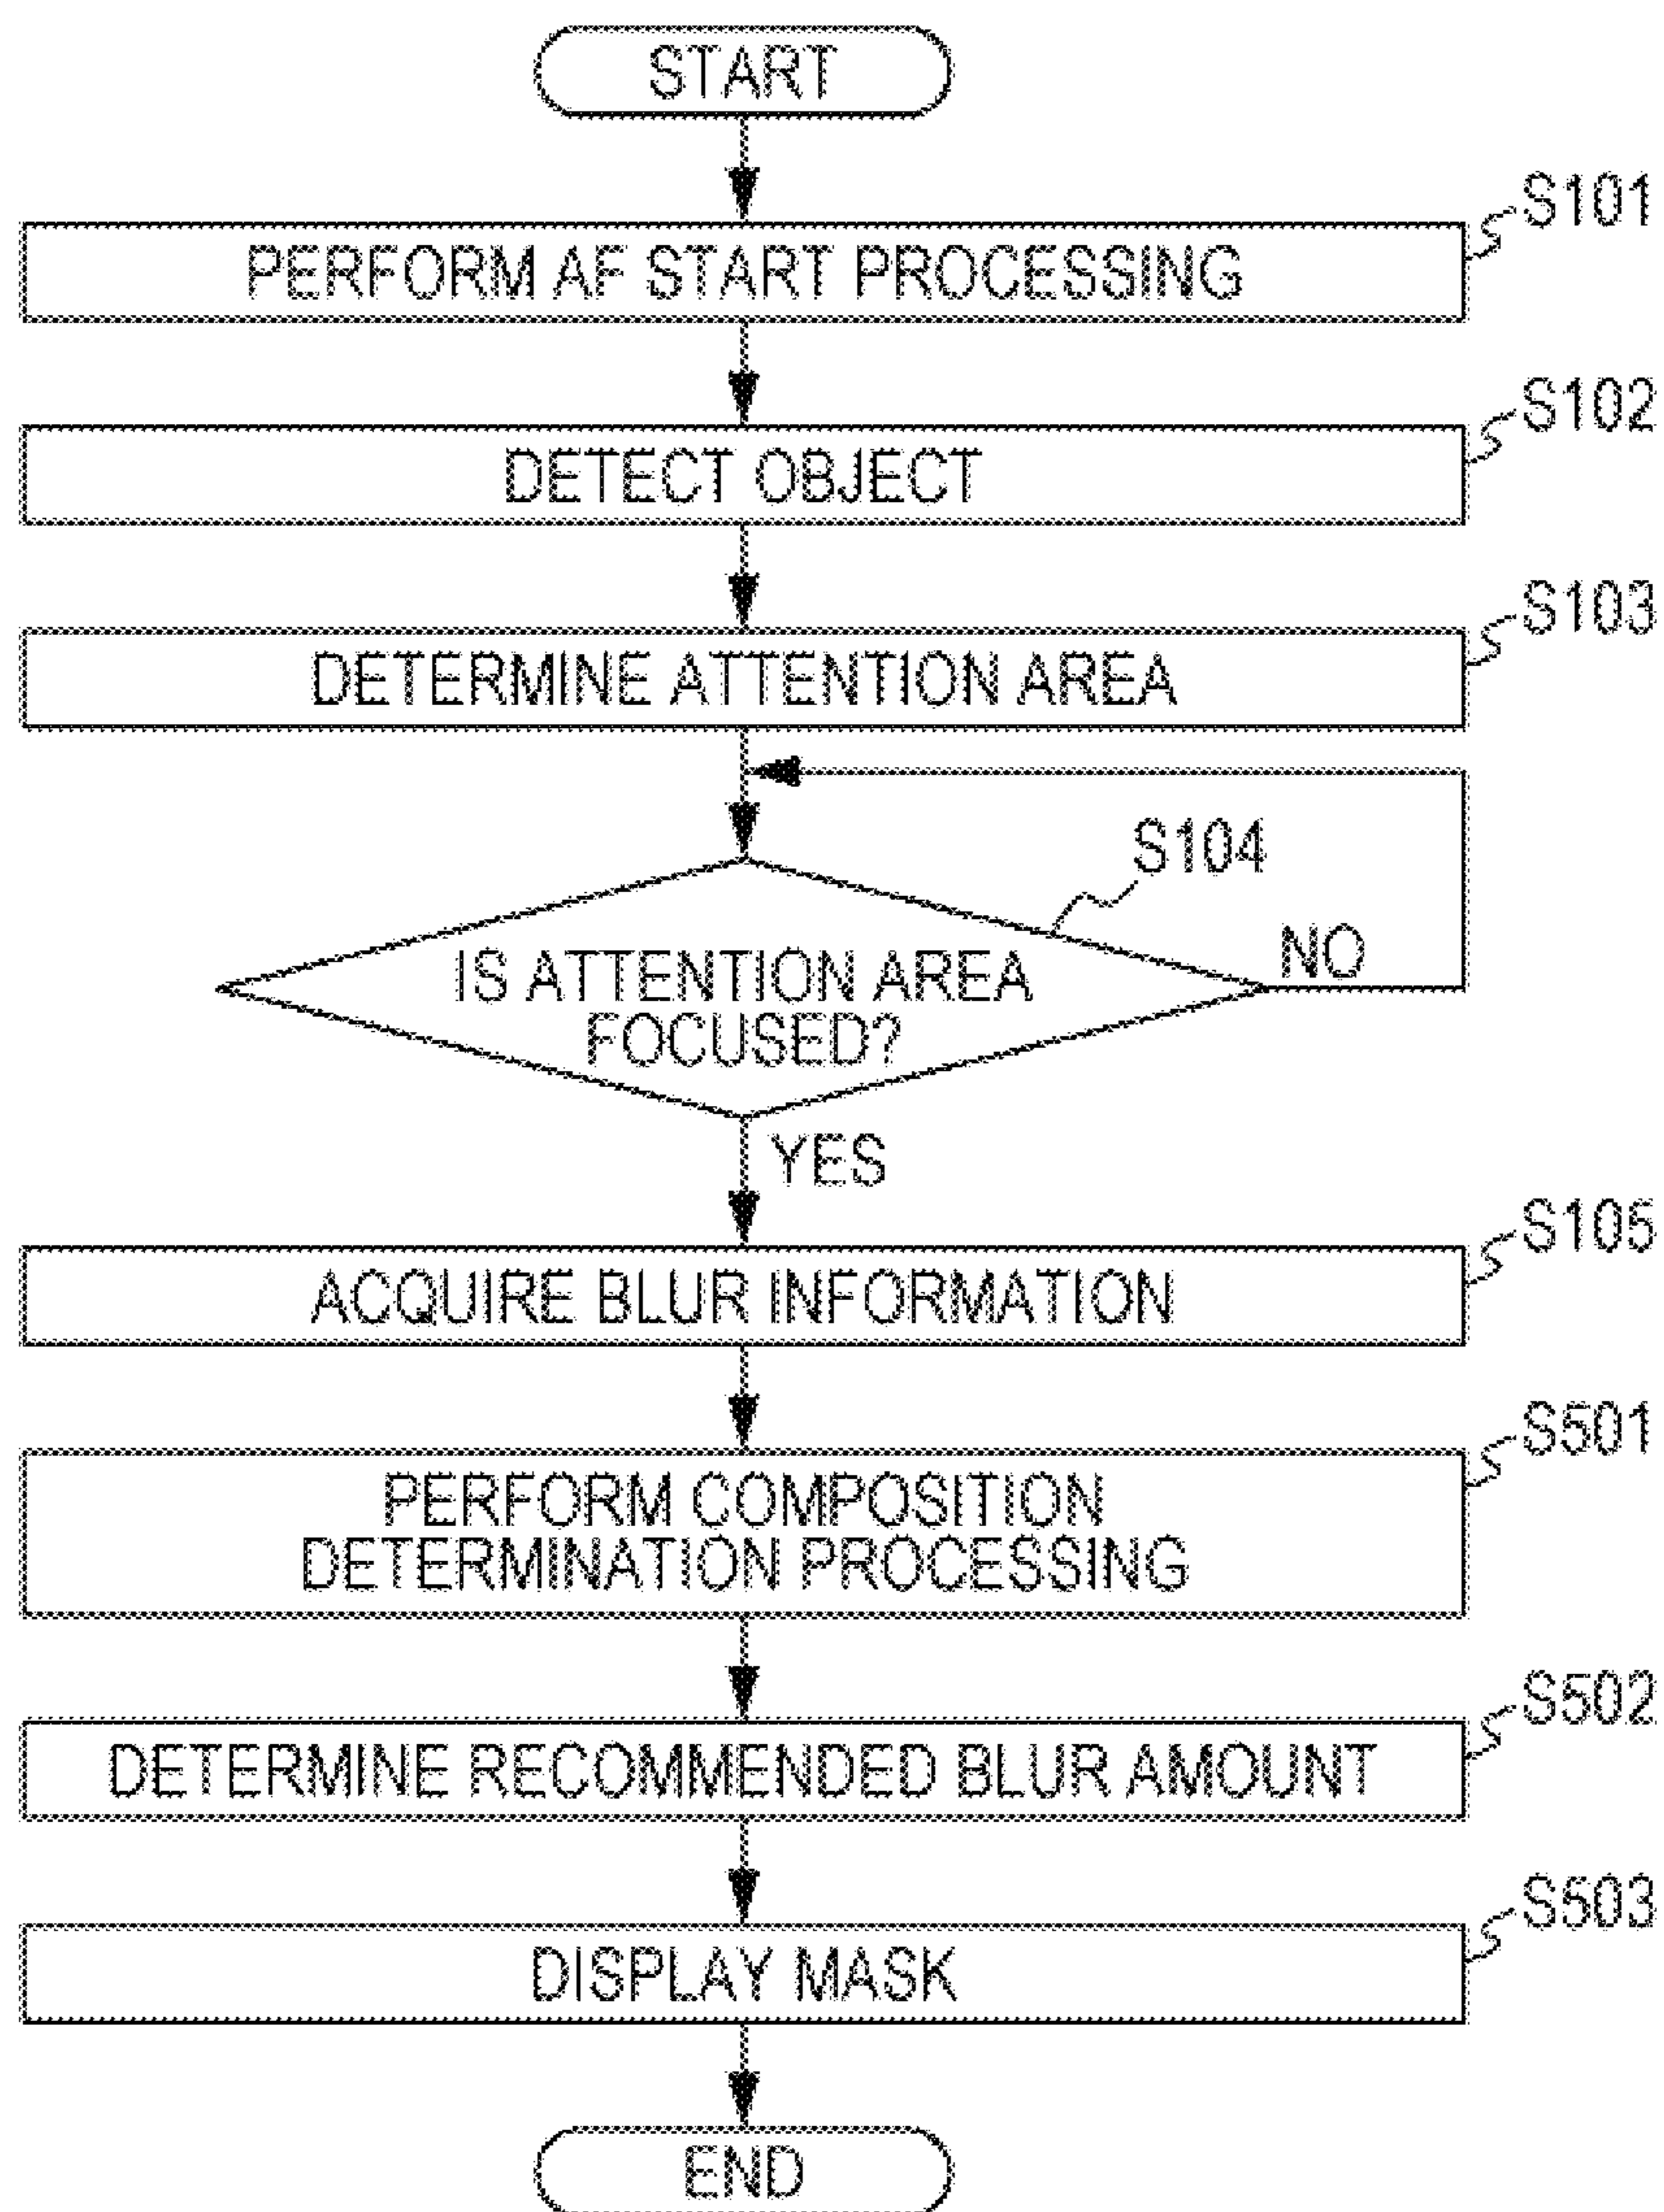 START
S101
PERFORM AF START PROCESSING
S102
DETECT OBJECT
S103
DETERMINE ATTENTION AREA
S104
IS ATTENTION AREA
FOCUSED?
NO
YES
S105
ACQUIRE BLUR INFORMATION
S501
PERFORM COMPOSITION
DETERMINATION PROCESSING
S502
DETERMINE RECOMMENDED BLUR AMOUNT
S503
DISPLAY MASK
END